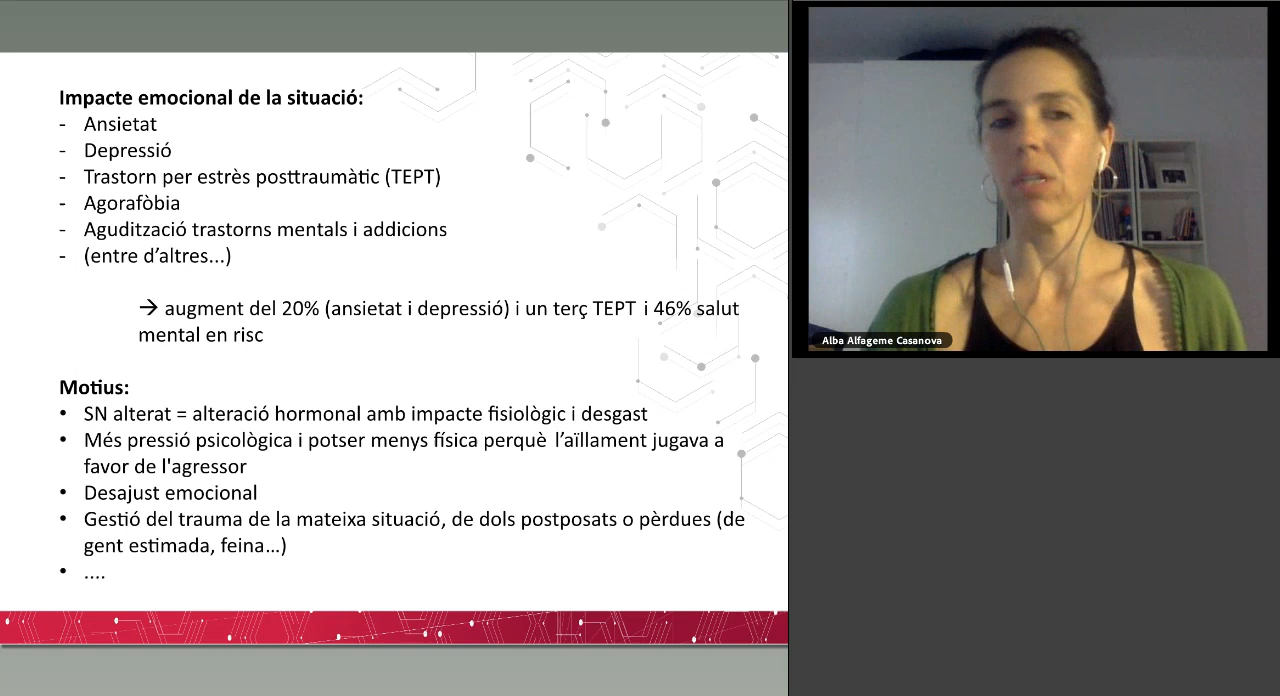 Impacte emocional de la situació:
- Ansietat
- Depressió
- Trastorn per estrès posttraumàtic (TEPT)
- Agorafòbia
- Agudització trastorns mentals i addicions
- (entre d’altres...)
→ augment del 20% (ansietat i depressió) i un terç TEPT i 46% salut
mental en risc
Motius:
• SN alterat = alteració hormonal amb impacte fisiològic i desgast
• Més pressió psicològica i potser menys física perquè l’aïllament jugava a
favor de l'agressor
• Desajust emocional
• Gestió del trauma de la mateixa situació, de dols postposats o pèrdues (de
gent estimada, feina…)
• ....
Alba Alfageme Casanova